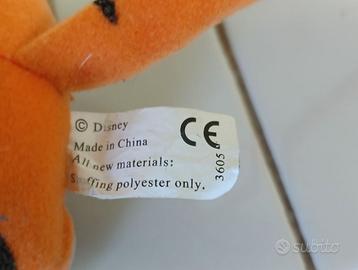 © Disney
Made in China
All new materials:
Stuffing polyester only.
CE
3605
subito